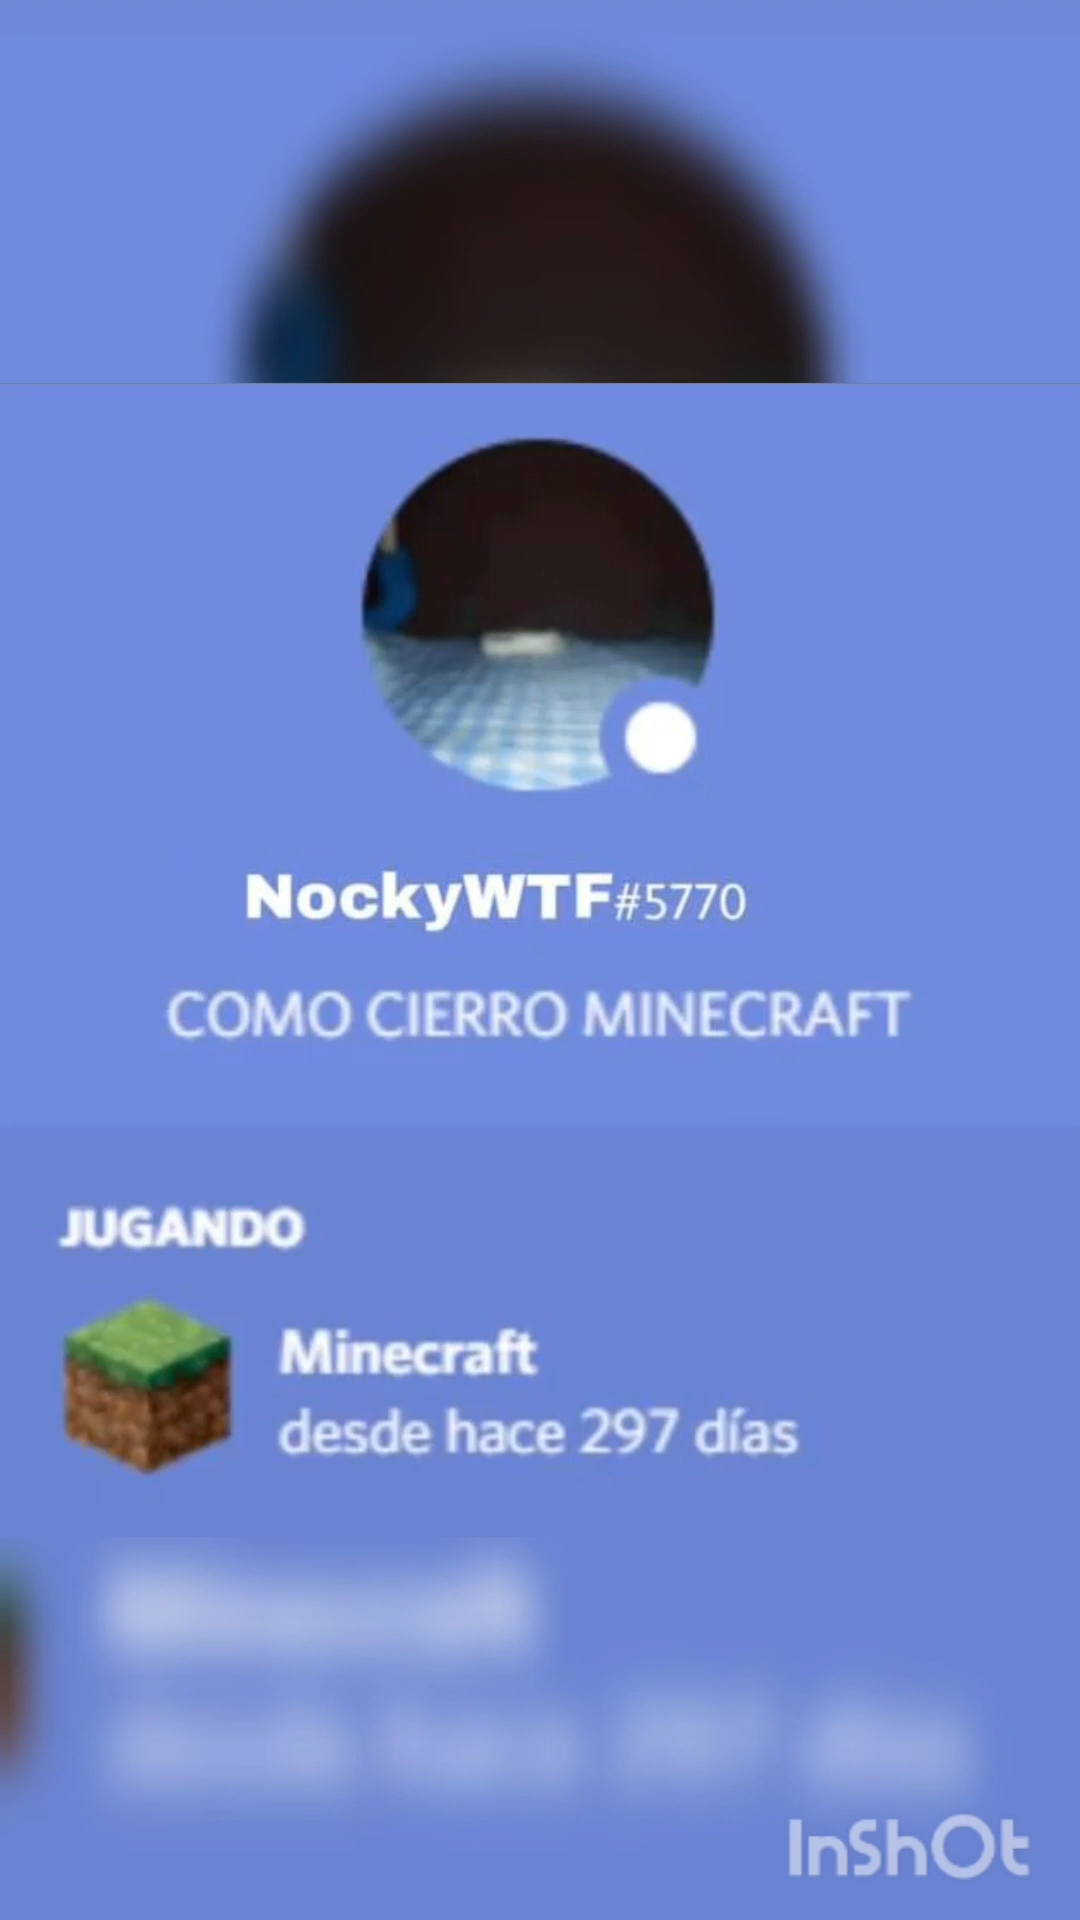 NockyWTF#5770
COMO CIERRO MINECRAFT
JUGANDO
Minecraft
desde hace 297 días
InShOt